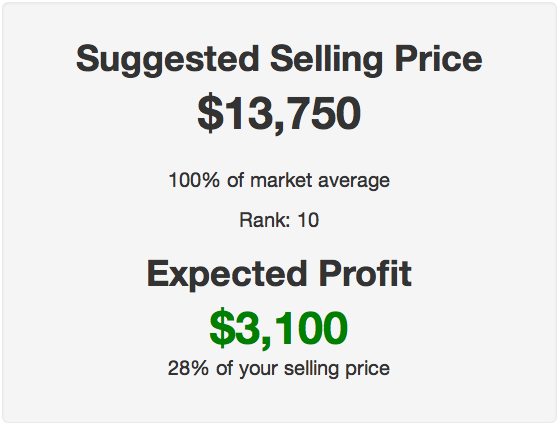 Suggested Selling Price
$13,750
100% of market average
Rank: 10
Expected Profit
$3,100
28% of your selling price